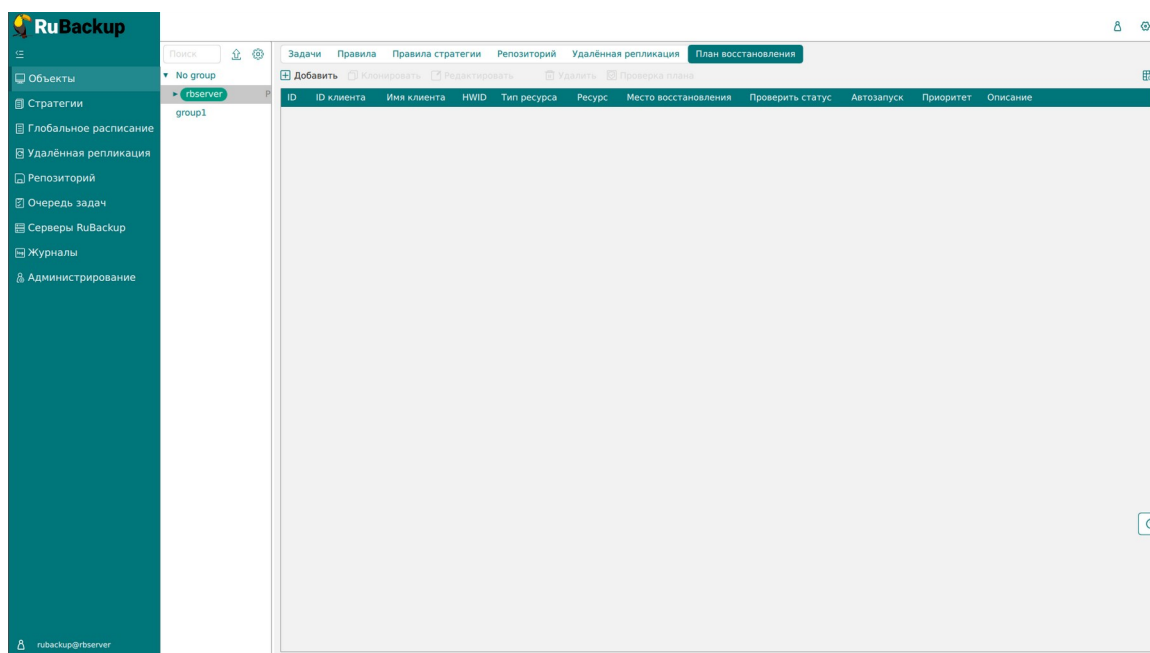 RuBackup
Объекты
Стратегии
Глобальное расписание
Удалённая репликация
Репозиторий
Очередь задач
Серверы RuBackup
Журналы
Администрирование
rubackup@rbserver
Поиск
No group
rbserver P
group1
Задачи Правила Правила стратегии Репозиторий Удалённая репликация План восстановления
Добавить Клонировать Редактировать Удалить Проверка плана
ID ID клиента Имя клиента HWID Тип ресурса Ресурс Место восстановления Проверить статус Автозапуск Приоритет Описание